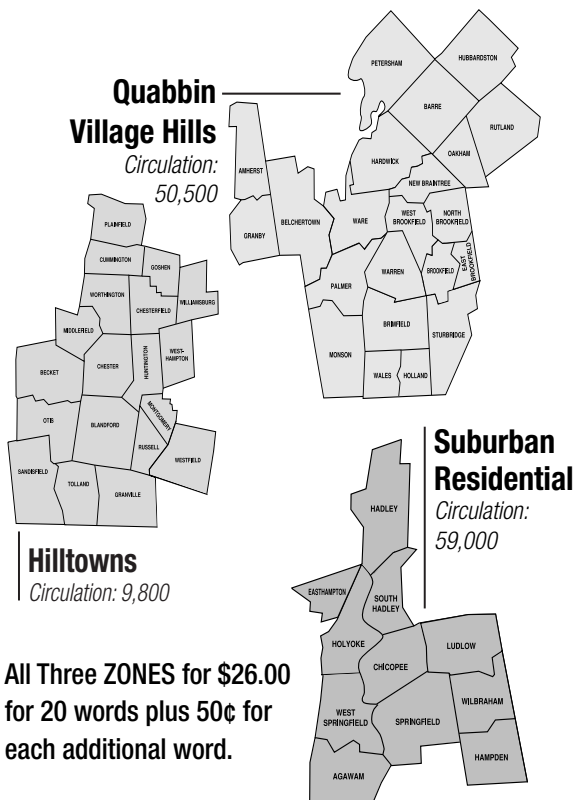 Quabbin
Village Hills
Circulation:
50,500
PETERSHAM
HUBBARDSTON
BARRE
RUTLAND
OAKHAM
HARDWICK
NEW BRAINTREE
AMHERST
BELCHERTOWN
GRANBY
WARE
WEST
BROOKFIELD
NORTH
BROOKFIELD
EAST
BROOKFIELD
BROOKFIELD
WARREN
PALMER
BRIMFIELD
STURBRIDGE
MONSON
WALES
HOLLAND
PLAINFIELD
CUMMINGTON
GOSHEN
WORTHINGTON
CHESTERFIELD
WILLIAMSBURG
MIDDLEFIELD
WEST-
HAMPTON
HUNTINGTON
CHESTER
BECKET
MONTGOMERY
OTIS
BLANDFORD
RUSSELL
WESTFIELD
SANDISFIELD
TOLLAND
GRANVILLE
Hilltowns
Circulation: 9,800
Suburban
Residential
Circulation:
59,000
HADLEY
EASTHAMPTON
SOUTH
HADLEY
HOLYOKE
CHICOPEE
LUDLOW
WEST
SPRINGFIELD
SPRINGFIELD
WILBRAHAM
HAMPDEN
AGAWAM
All Three ZONES for $26.00
for 20 words plus 50¢ for
each additional word.